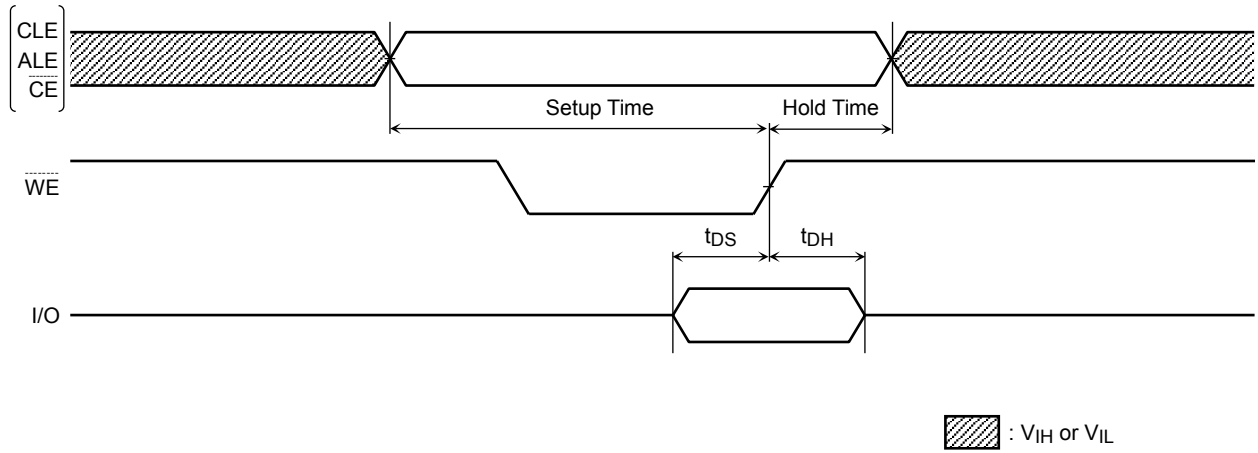 CLE
ALE
CE
Setup Time
Hold Time
WE
tDS
tDH
I/O
: VIH or VIL